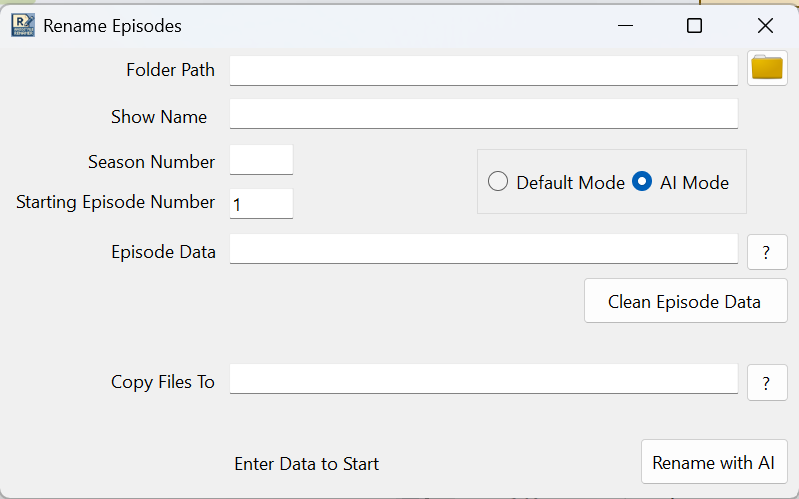 Rename Episodes
Folder Path
Show Name
Season Number
Default Mode AI Mode
Starting Episode Number 1
Episode Data ?
Clean Episode Data
Copy Files To ?
Enter Data to Start Rename with AI